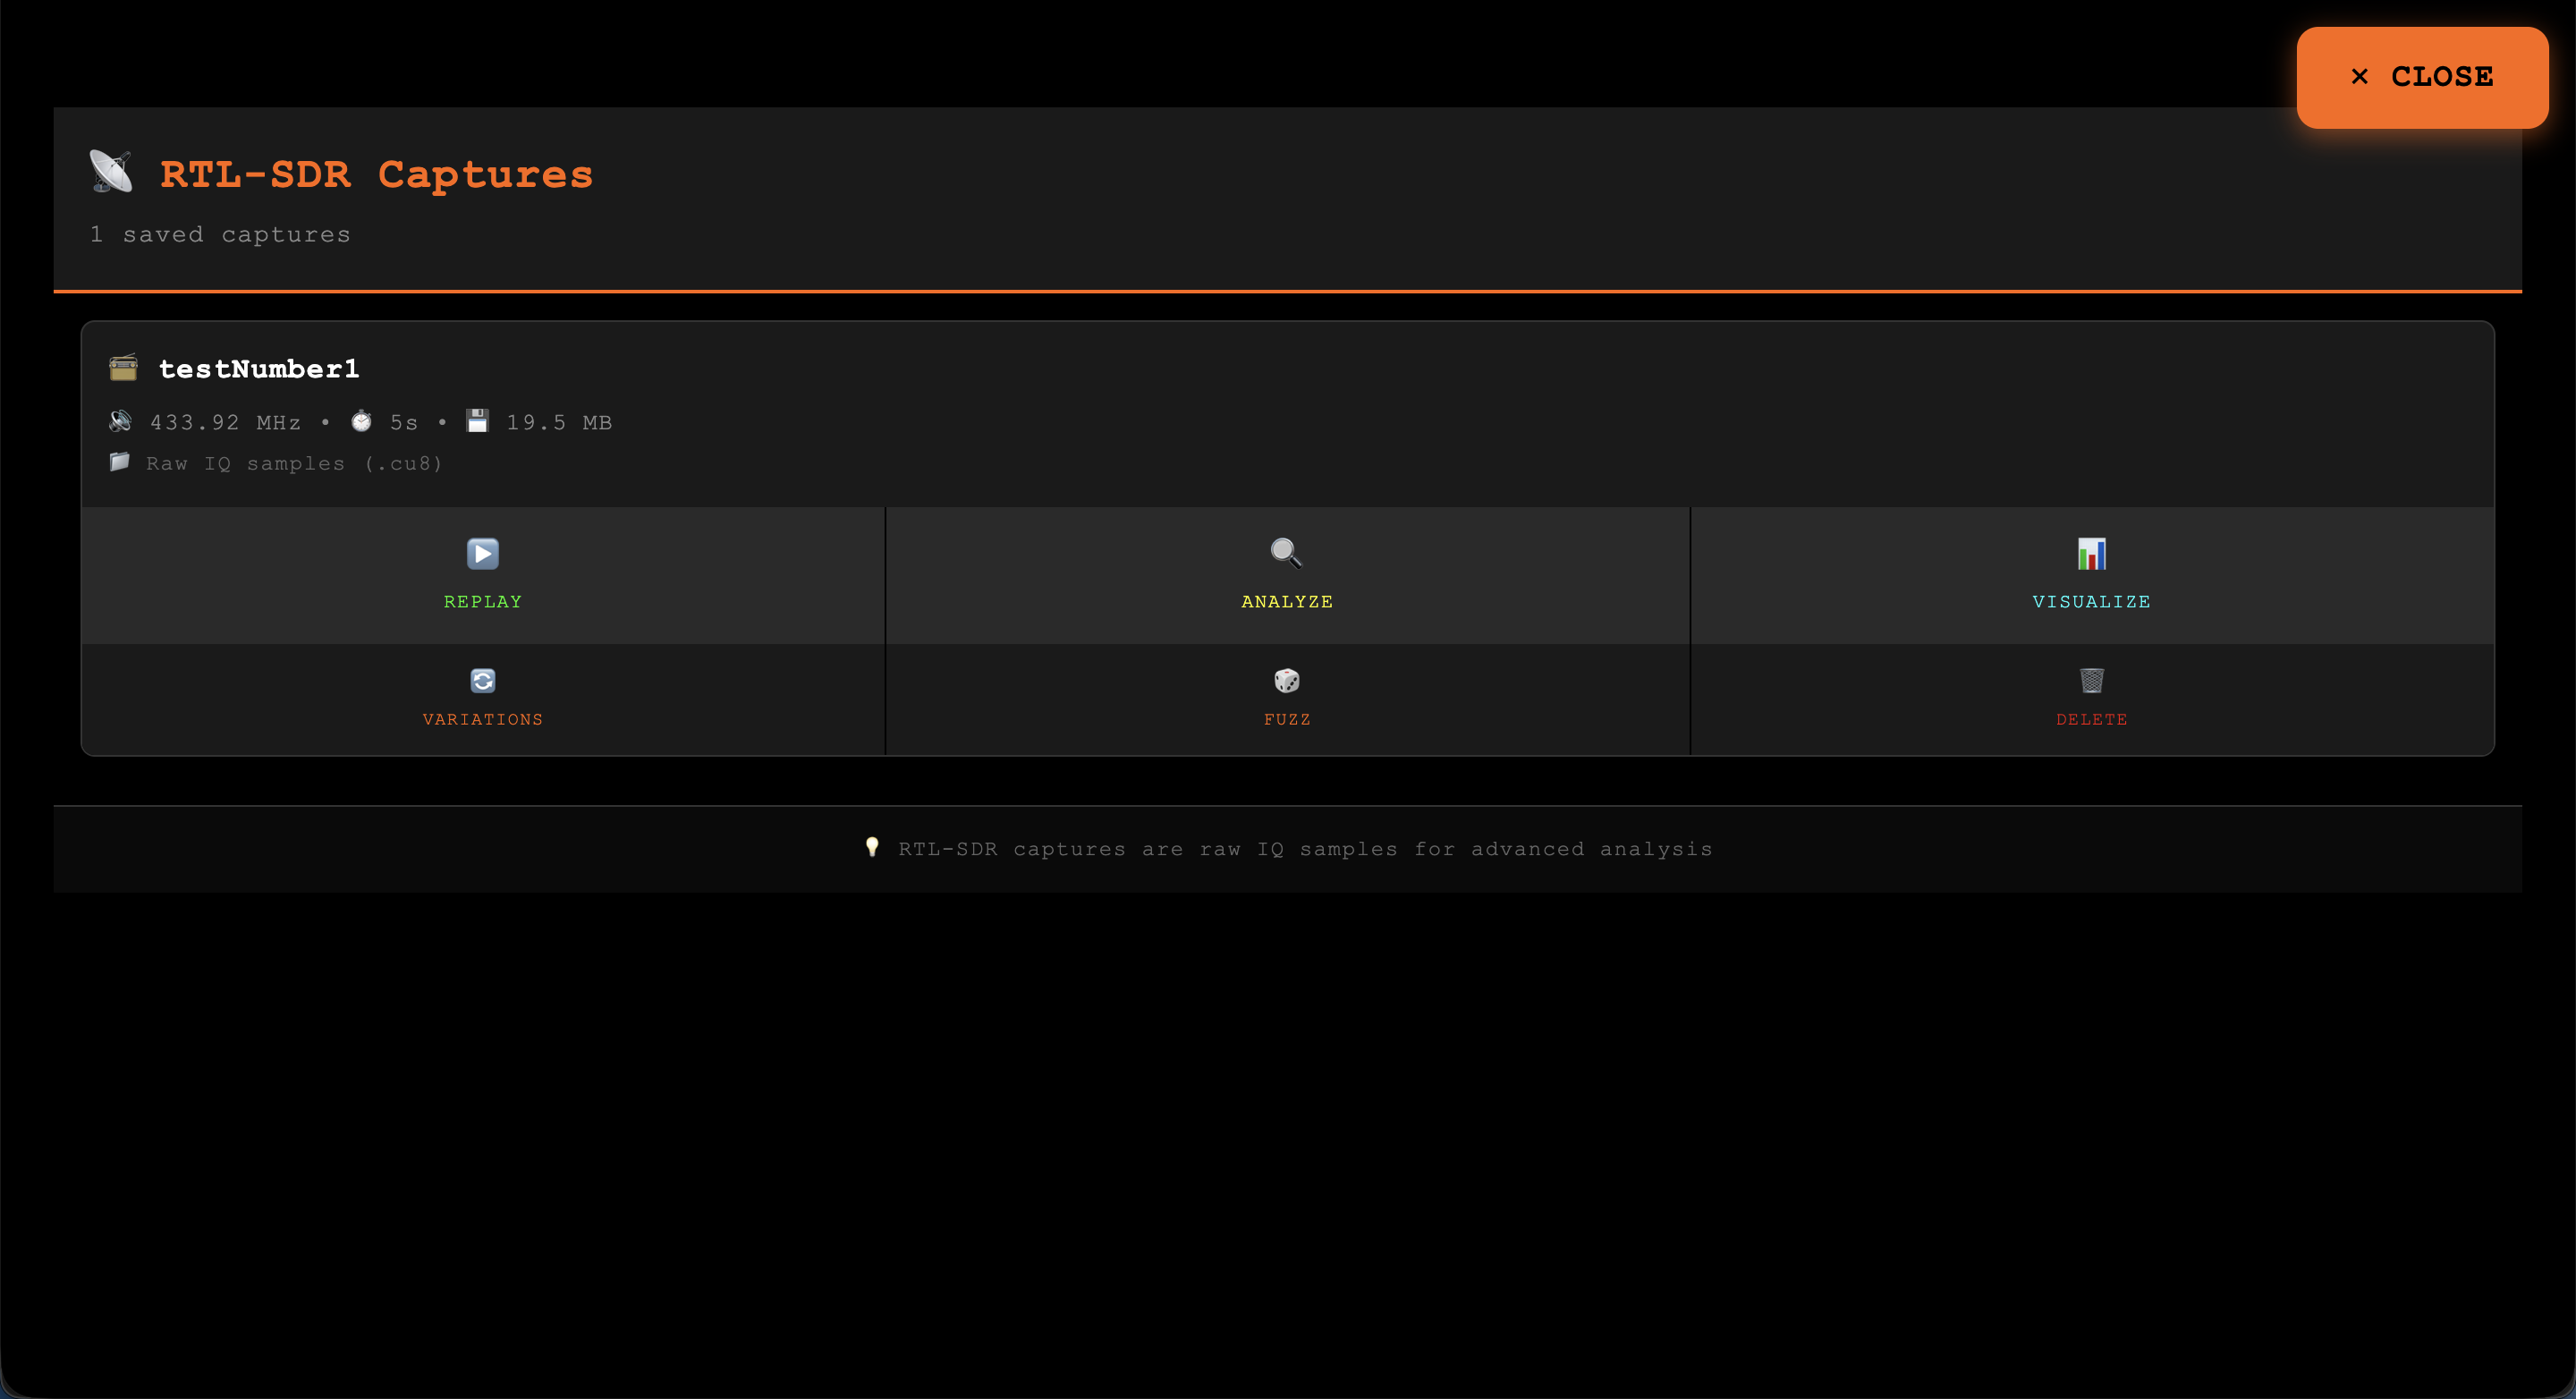 × CLOSE
RTL-SDR Captures
1 saved captures
testNumber1
433.92 MHz • 5s • 19.5 MB
Raw IQ samples (.cu8)
REPLAY
ANALYZE
VISUALIZE
VARIATIONS
FUZZ
DELETE
RTL-SDR captures are raw IQ samples for advanced analysis